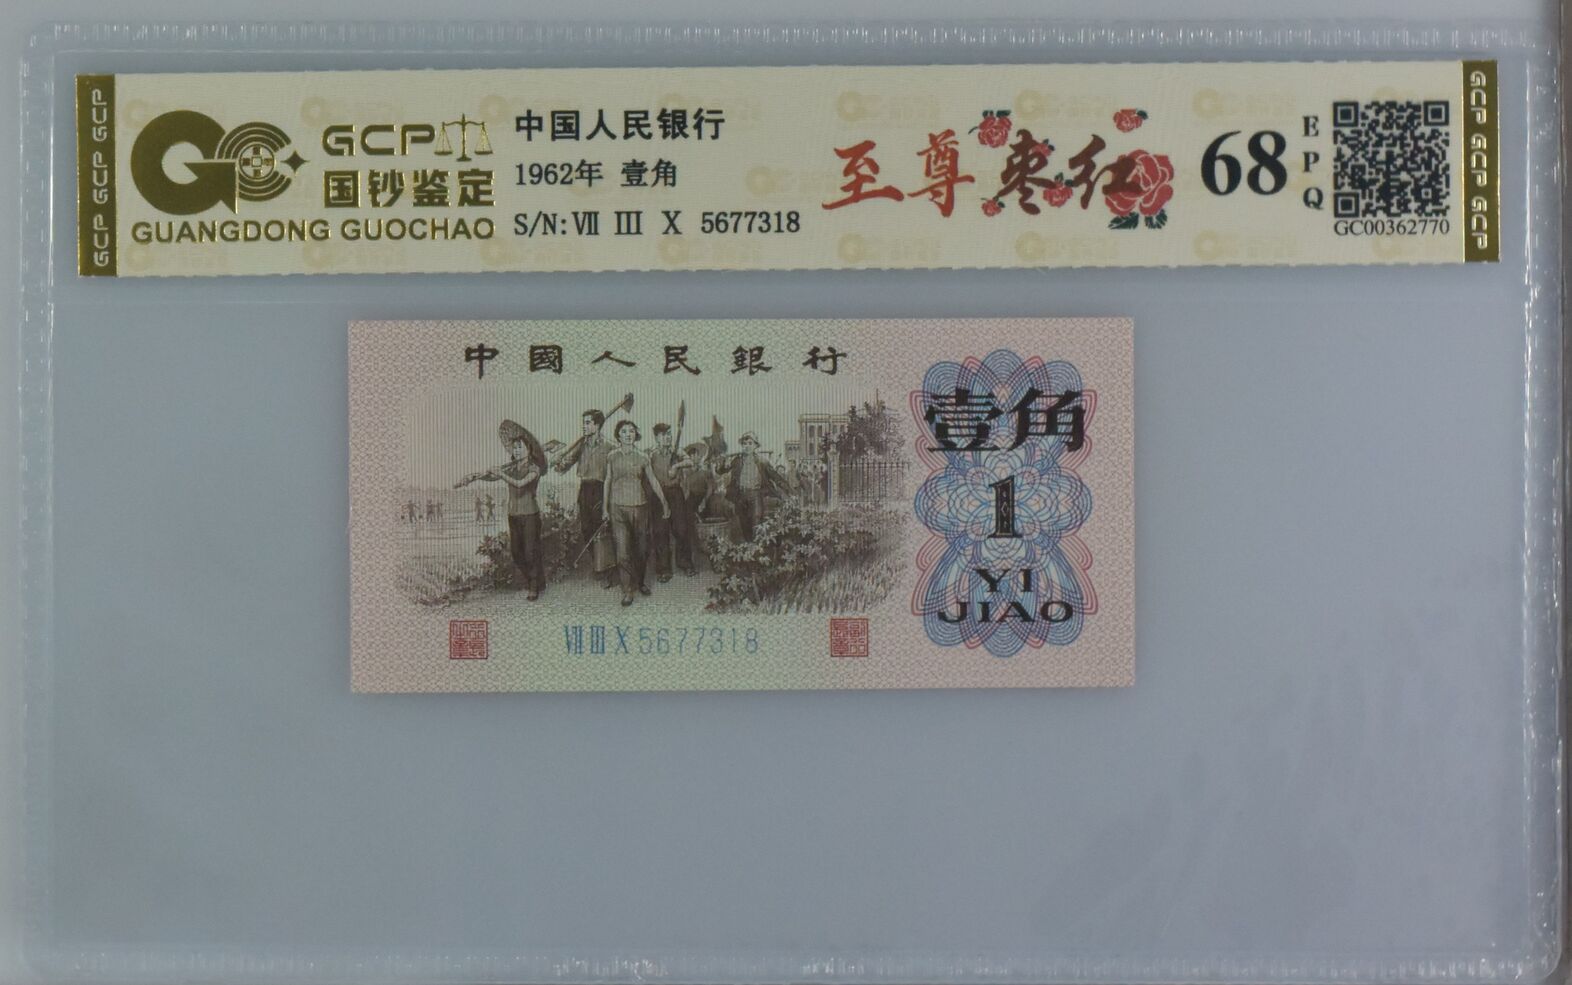 GCP GCP GCP
GCP
国钞鉴定
GUANGDONG GUOCHAO
中国人民银行
1962年 壹角
S/N: Ⅶ Ⅲ Ⅹ 5677318
至尊枣红
68
EPQ
GC00362770
GCP GCP GCP
中國人民銀行
壹角
1
YI
JIAO
Ⅶ Ⅲ Ⅹ 5677318